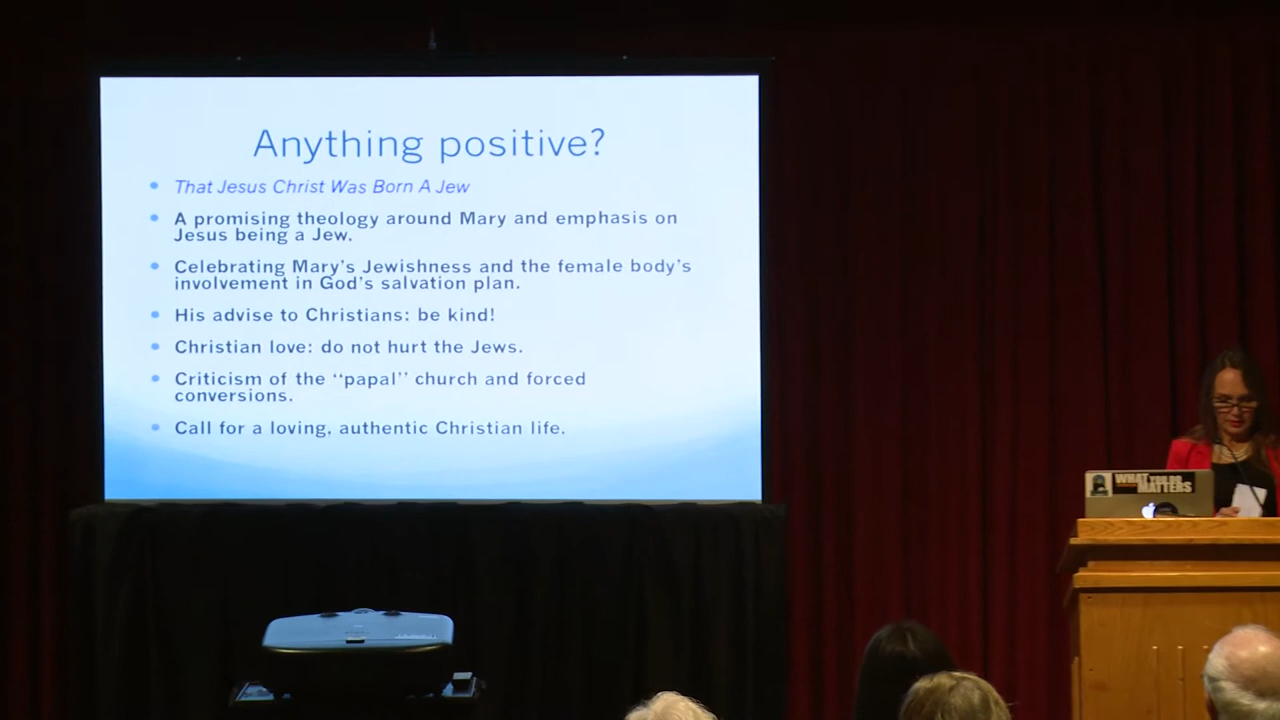 Anything positive?
• That Jesus Christ Was Born A Jew
• A promising theology around Mary and emphasis on
Jesus being a Jew.
• Celebrating Mary's Jewishness and the female body's
involvement in God's salvation plan.
• His advise to Christians: be kind!
• Christian love: do not hurt the Jews.
• Criticism of the “papal” church and forced
conversions.
• Call for a loving, authentic Christian life.
WHAT YOU DO
MATTERS